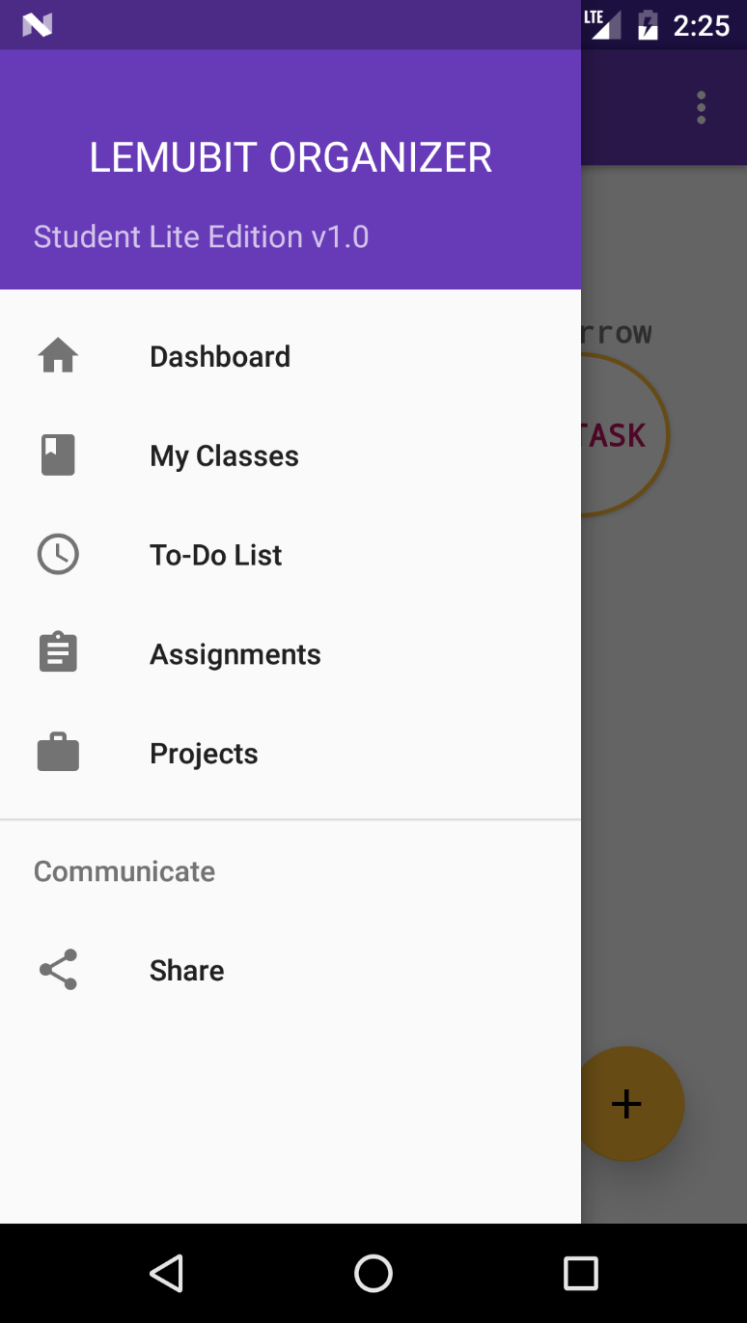 LTE 2:25
LEMUBIT ORGANIZER
Student Lite Edition v1.0
Dashboard
My Classes
To-Do List
Assignments
Projects
Communicate
Share
rrow
TASK